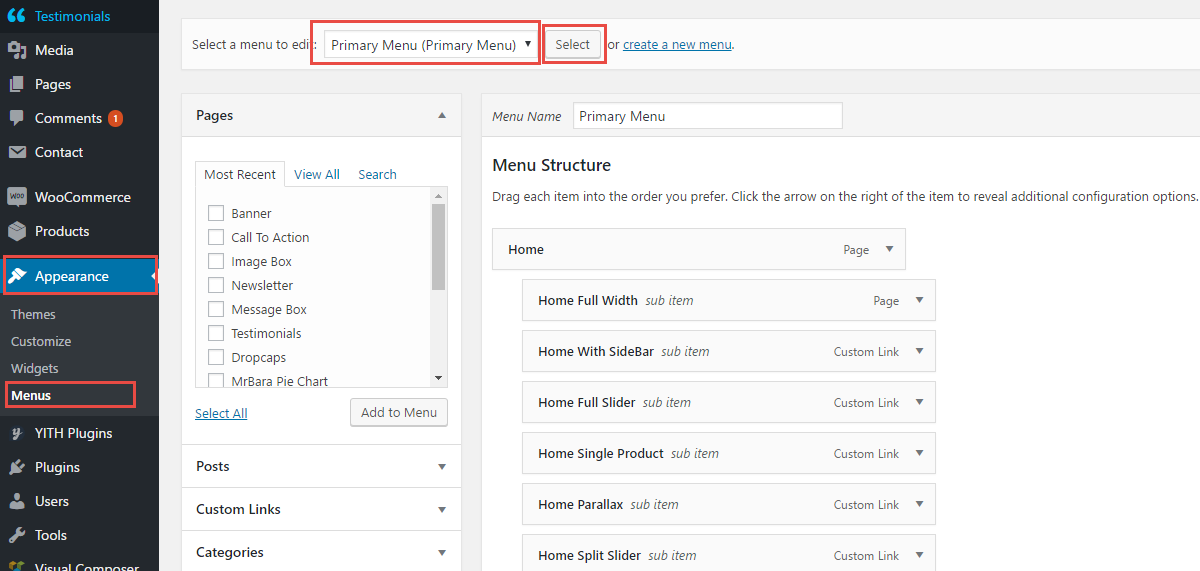 Testimonials
Media
Pages
Comments 1
Contact
WOO WooCommerce
Products
Appearance
Themes
Customize
Widgets
Menus
YITH Plugins
Plugins
Users
Tools
Visual Composer
Select a menu to edit: Primary Menu (Primary Menu) Select or create a new menu.
Pages
Most Recent View All Search
Banner
Call To Action
Image Box
Newsletter
Message Box
Testimonials
Dropcaps
MrBara Pie Chart
Select All Add to Menu
Posts
Custom Links
Categories
Menu Name Primary Menu
Menu Structure
Drag each item into the order you prefer. Click the arrow on the right of the item to reveal additional configuration options.
Home Page
Home Full Width sub item Page
Home With SideBar sub item Custom Link
Home Full Slider sub item Custom Link
Home Single Product sub item Custom Link
Home Parallax sub item Custom Link
Home Split Slider sub item Custom Link